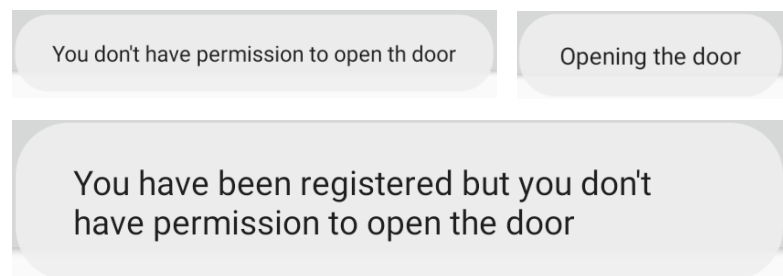 You don't have permission to open th door
Opening the door
You have been registered but you don't
have permission to open the door